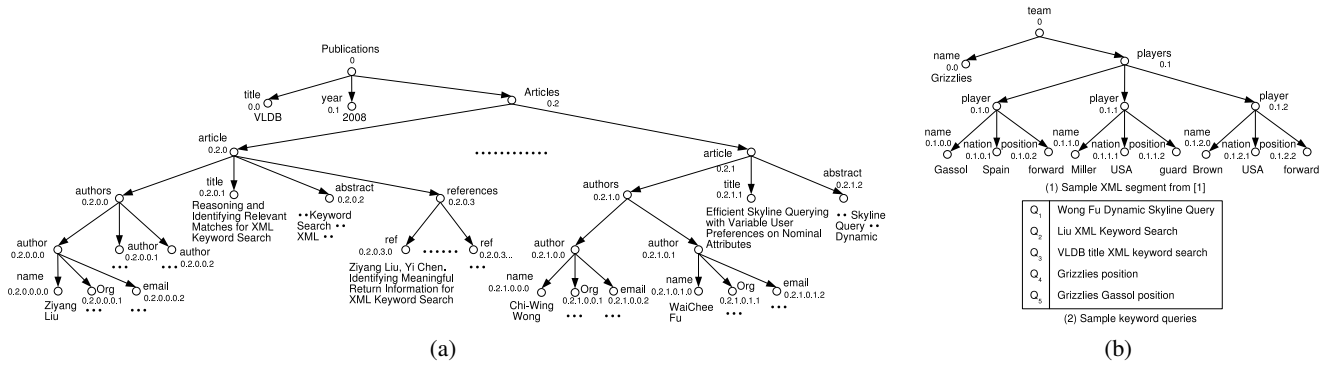 Publications
0
title
0.0
VLDB
year
0.1
2008
Articles
0.2
article
0.2.0
............
article
0.2.1
authors
0.2.0.0
title
0.2.0.1
Reasoning and
Identifying Relevant
Matches for XML
Keyword Search
abstract
0.2.0.2
••Keyword
Search ••
XML ••
references
0.2.0.3
authors
0.2.1.0
title
0.2.1.1
Efficient Skyline Querying
with Variable User
Preferences on Nominal
Attributes
abstract
0.2.1.2
•• Skyline
Query ••
Dynamic
author
0.2.0.0.0
author
0.2.0.0.1
•••
author
0.2.0.0.2
•••
ref
0.2.0.3.0
••••••
ref
0.2.0.3...
•••
Ziyang Liu, Yi Chen.
Identifying Meaningful
Return Information for
XML Keyword Search
author
0.2.1.0.0
author
0.2.1.0.1
name
0.2.0.0.0.0
Ziyang
Liu
Org
0.2.0.0.0.1
•••
email
0.2.0.0.0.2
•••
name
0.2.1.0.0.0
Chi-Wing
Wong
Org
0.2.1.0.0.1
•••
email
0.2.1.0.0.2
•••
name
0.2.1.0.1.0
WaiChee
Fu
Org
0.2.1.0.1.1
•••
email
0.2.1.0.1.2
•••
(a)
team
0
name
0.0
Grizzlies
players
0.1
player
0.1.0
player
0.1.1
player
0.1.2
name
0.1.0.0
Gassol
nation
0.1.0.1
Spain
position
0.1.0.2
forward
name
0.1.1.0
Miller
nation
0.1.1.1
USA
position
0.1.1.2
guard
name
0.1.2.0
Brown
nation
0.1.2.1
USA
position
0.1.2.2
forward
(1) Sample XML segment from [1]
Q1 Wong Fu Dynamic Skyline Query
Q2 Liu XML Keyword Search
Q3 VLDB title XML keyword search
Q4 Grizzlies position
Q5 Grizzlies Gassol position
(2) Sample keyword queries
(b)